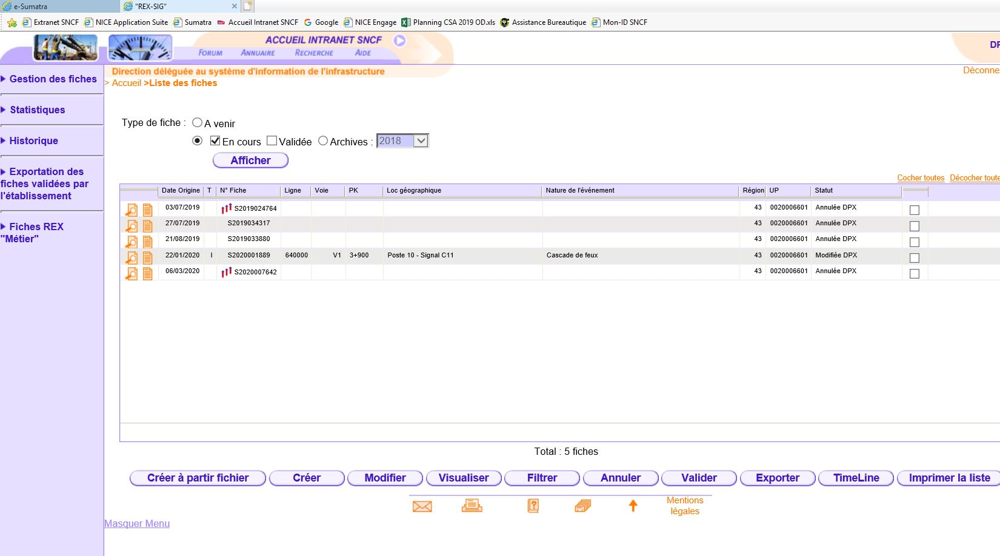 e-Sumatra "REX-SIG"
Extranet SNCF NICE Application Suite Sumatra Accueil Intranet SNCF Google NICE Engage Planning CSA 2019 OD.xls Assistance Bureautique Mon-ID SNCF
ACCUEIL INTRANET SNCF
FORUM ANNUAIRE RECHERCHE AIDE
DP
Direction déléguée au système d'information de l'infrastructure
Déconne
> Accueil >Liste des fiches
Gestion des fiches
Statistiques
Historique
Exportation des
fiches validées par
l'établissement
Fiches REX
"Métier"
Type de fiche : A venir
En cours Validée Archives : 2018
Afficher
Cocher toutes Décocher toute
Date Origine T N° Fiche Ligne Voie PK Loc géographique Nature de l'événement Région UP Statut
03/07/2019 S2019024764 43 0020006601 Annulée DPX
27/07/2019 S2019034317 43 0020006601 Annulée DPX
21/08/2019 S2019033880 43 0020006601 Annulée DPX
22/01/2020 I S2020001889 640000 V1 3+900 Poste 10 - Signal C11 Cascade de feux 43 0020006601 Modifiée DPX
06/03/2020 S2020007642 43 0020006601 Annulée DPX
Total : 5 fiches
Créer à partir fichier Créer Modifier Visualiser Filtrer Annuler Valider Exporter TimeLine Imprimer la liste
Mentions
légales
Masquer Menu